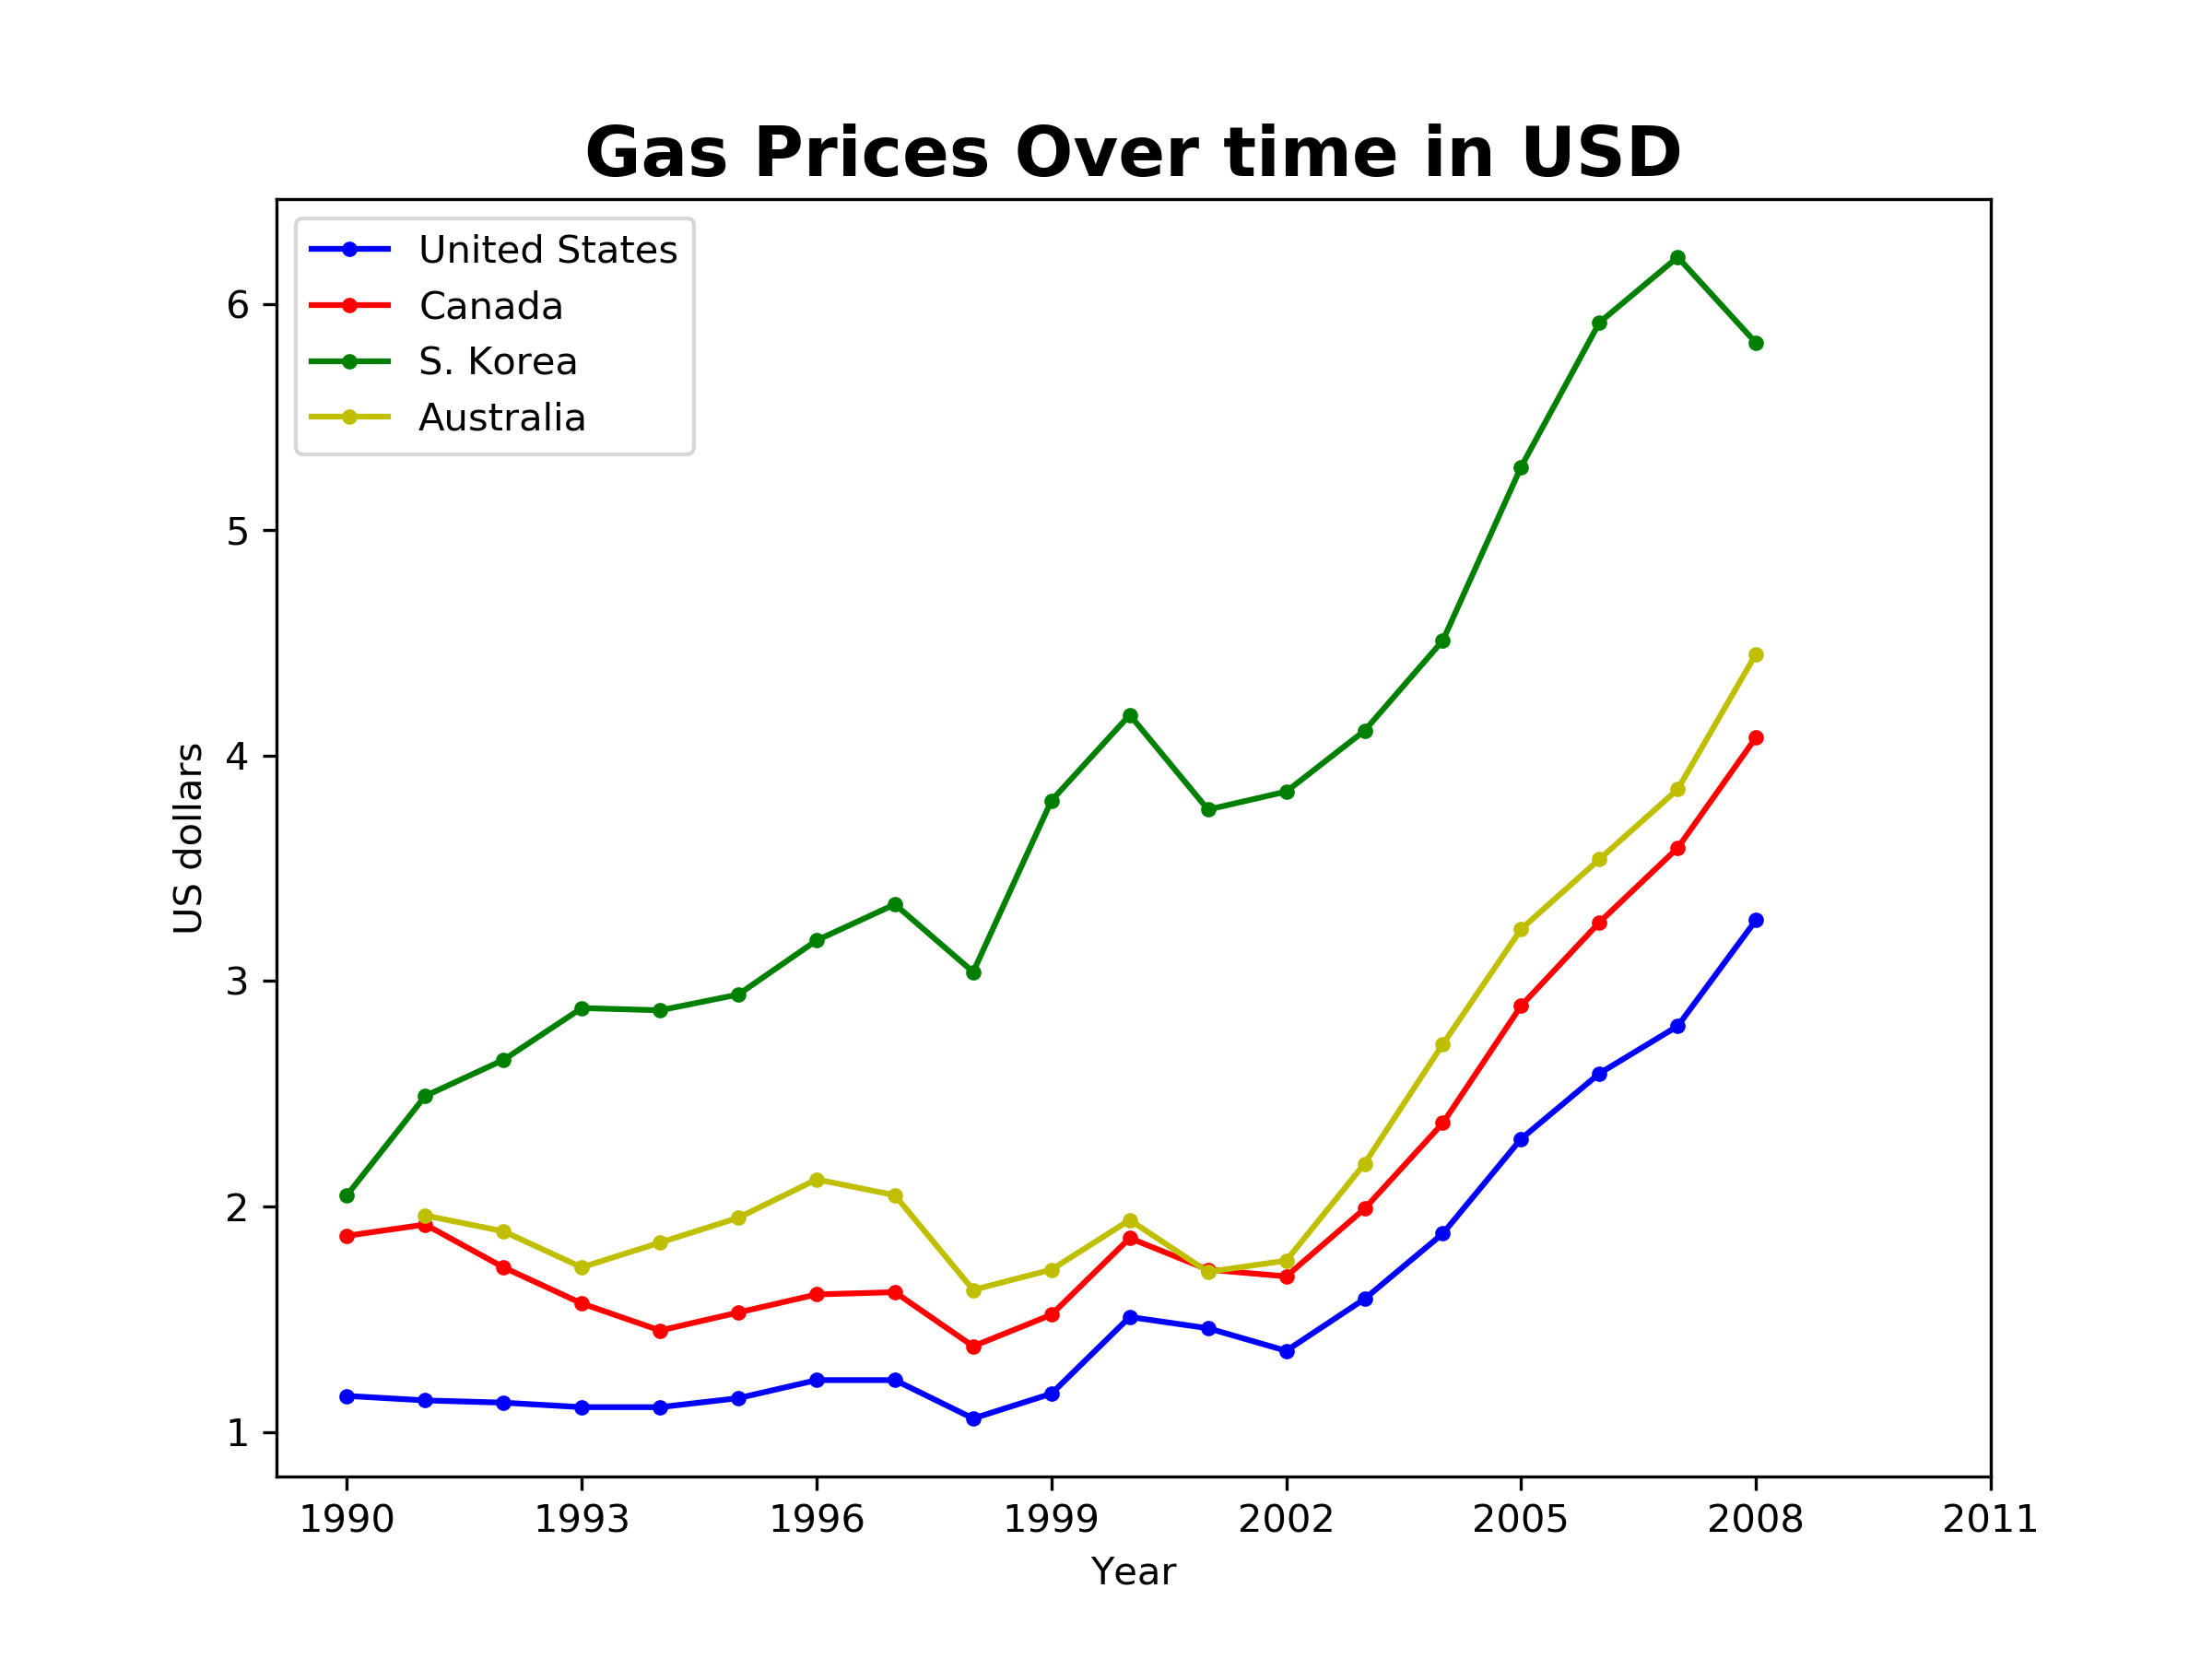 Gas Prices Over time in USD
United States
Canada
S. Korea
Australia
6
5
4
3
2
1
US dollars
1990 1993 1996 1999 2002 2005 2008 2011
Year